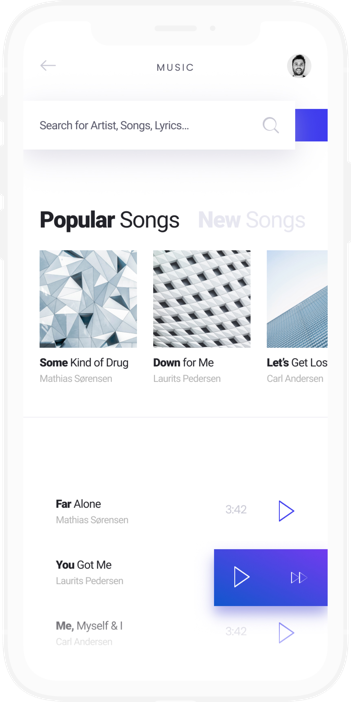 MUSIC
Search for Artist, Songs, Lyrics...
Popular Songs New Songs
Some Kind of Drug
Mathias Sørensen
Down for Me
Laurits Pedersen
Let's Get Los
Carl Andersen
Far Alone
Mathias Sørensen
3:42
You Got Me
Laurits Pedersen
Me, Myself & I
Carl Andersen
3:42